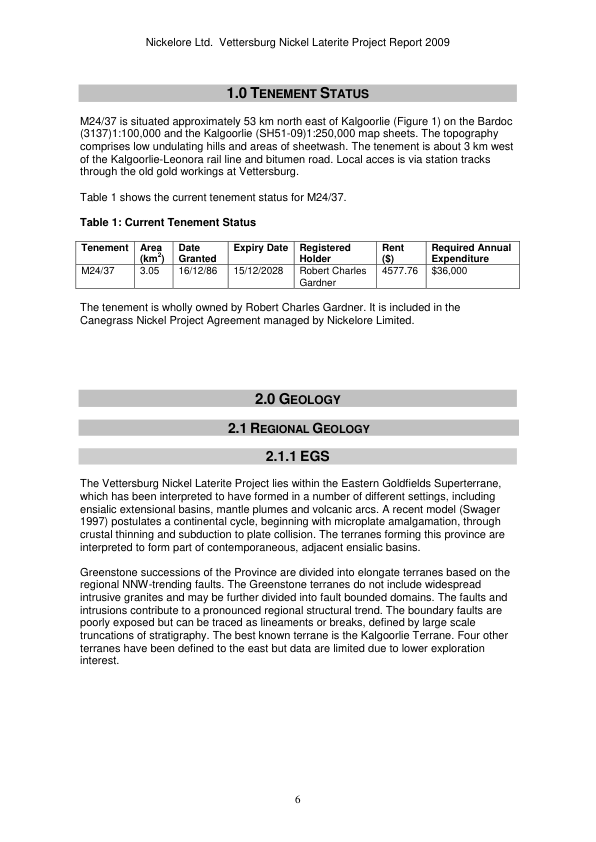 Nickelore Ltd.  Vettersburg Nickel Laterite Project Report 2009
1.0 TENEMENT STATUS
M24/37 is situated approximately 53 km north east of Kalgoorlie (Figure 1) on the Bardoc
(3137)1:100,000 and the Kalgoorlie (SH51-09)1:250,000 map sheets. The topography
comprises low undulating hills and areas of sheetwash. The tenement is about 3 km west
of the Kalgoorlie-Leonora rail line and bitumen road. Local acces is via station tracks
through the old gold workings at Vettersburg.
Table 1 shows the current tenement status for M24/37.
Table 1: Current Tenement Status
Tenement Area (km2) Date Granted Expiry Date Registered Holder Rent ($) Required Annual Expenditure
M24/37 3.05 16/12/86 15/12/2028 Robert Charles Gardner 4577.76 $36,000
The tenement is wholly owned by Robert Charles Gardner. It is included in the
Canegrass Nickel Project Agreement managed by Nickelore Limited.
2.0 GEOLOGY
2.1 REGIONAL GEOLOGY
2.1.1 EGS
The Vettersburg Nickel Laterite Project lies within the Eastern Goldfields Superterrane,
which has been interpreted to have formed in a number of different settings, including
ensialic extensional basins, mantle plumes and volcanic arcs. A recent model (Swager
1997) postulates a continental cycle, beginning with microplate amalgamation, through
crustal thinning and subduction to plate collision. The terranes forming this province are
interpreted to form part of contemporaneous, adjacent ensialic basins.
Greenstone successions of the Province are divided into elongate terranes based on the
regional NNW-trending faults. The Greenstone terranes do not include widespread
intrusive granites and may be further divided into fault bounded domains. The faults and
intrusions contribute to a pronounced regional structural trend. The boundary faults are
poorly exposed but can be traced as lineaments or breaks, defined by large scale
truncations of stratigraphy. The best known terrane is the Kalgoorlie Terrane. Four other
terranes have been defined to the east but data are limited due to lower exploration
interest.
6